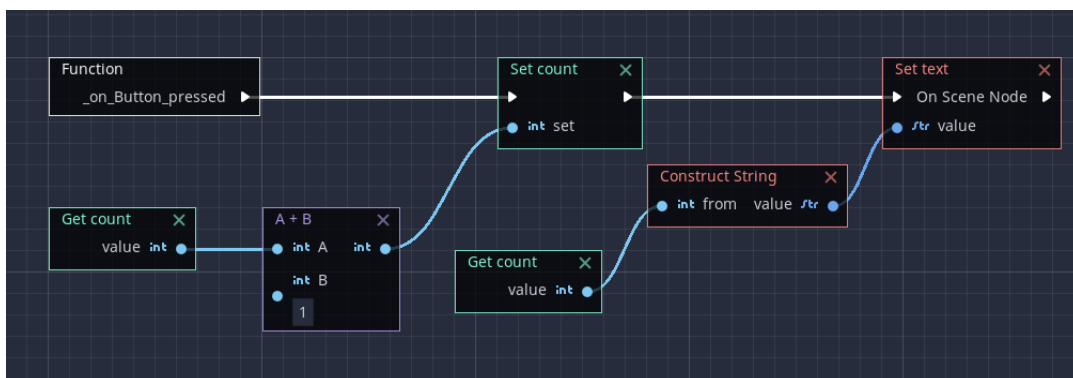 Function
_on_Button_pressed
Set count
int set
Set text
On Scene Node
Str value
Construct String
int from value Str
Get count
value int
A + B
int A int
int B
1
Get count
value int